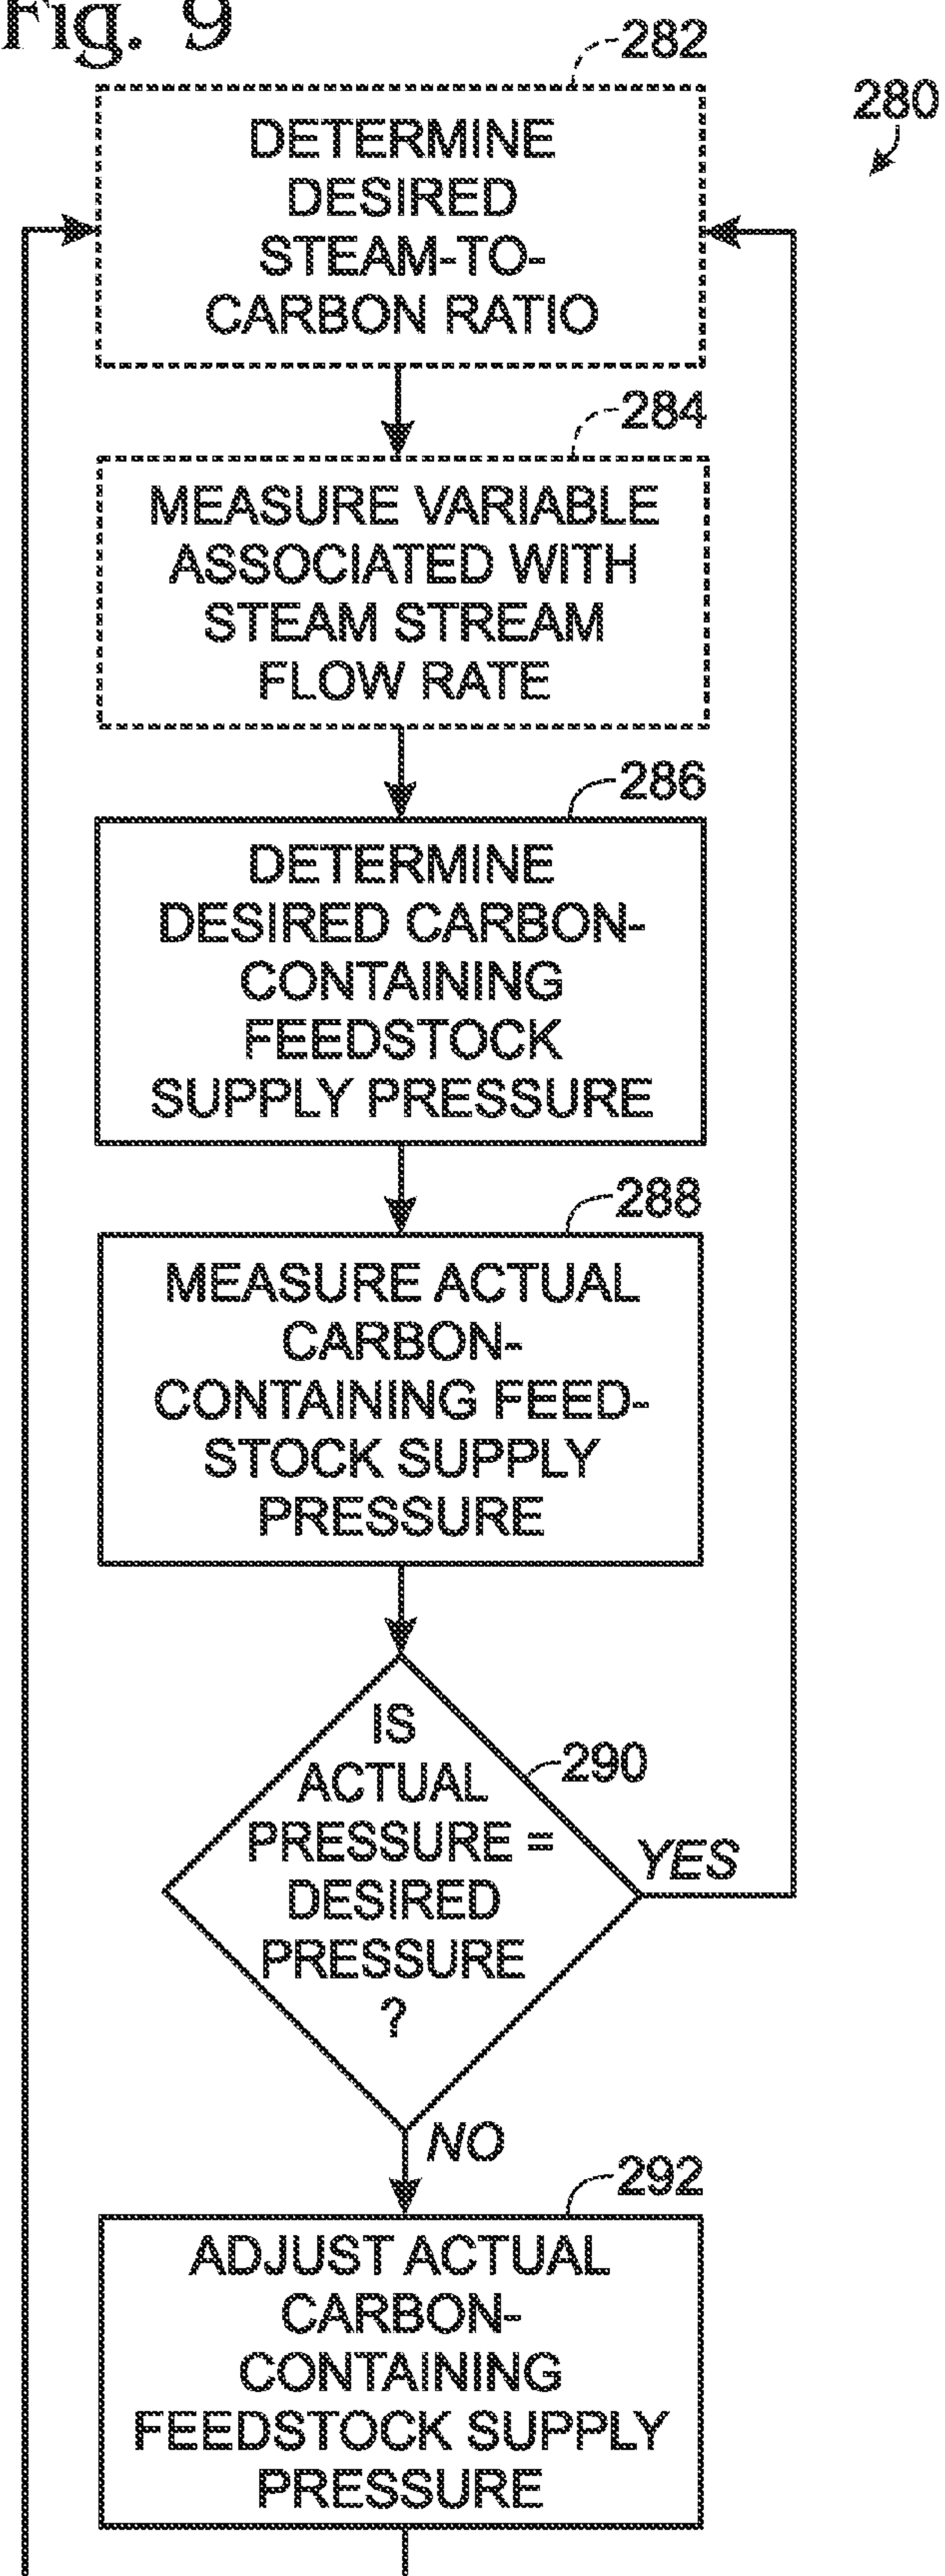 Fig. 9
282
280
DETERMINE
DESIRED
STEAM-TO-
CARBON RATIO
284
MEASURE VARIABLE
ASSOCIATED WITH
STEAM STREAM
FLOW RATE
286
DETERMINE
DESIRED CARBON-
CONTAINING
FEEDSTOCK
SUPPLY PRESSURE
288
MEASURE ACTUAL
CARBON-
CONTAINING FEED-
STOCK SUPPLY
PRESSURE
IS
ACTUAL
PRESSURE =
DESIRED
PRESSURE
?
290
YES
NO
292
ADJUST ACTUAL
CARBON-
CONTAINING
FEEDSTOCK SUPPLY
PRESSURE